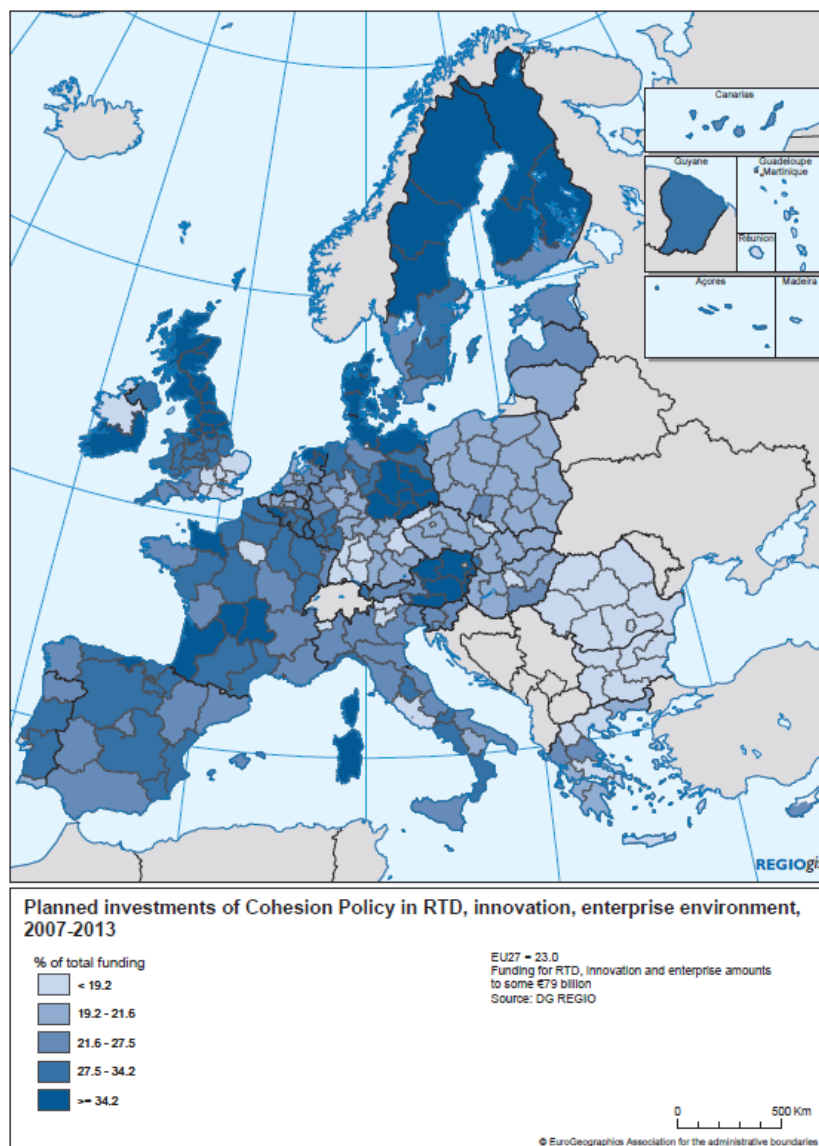 Canarias
Guyane
Guadeloupe
Martinique
Réunion
Açores
Madeira
REGIOgis
Planned investments of Cohesion Policy in RTD, innovation, enterprise environment,
2007-2013
% of total funding
< 19.2
19.2 - 21.6
21.6 - 27.5
27.5 - 34.2
>= 34.2
EU27 = 23.0
Funding for RTD, innovation and enterprise amounts
to some €79 billion
Source: DG REGIO
0 500 Km
© EuroGeographics Association for the administrative boundaries